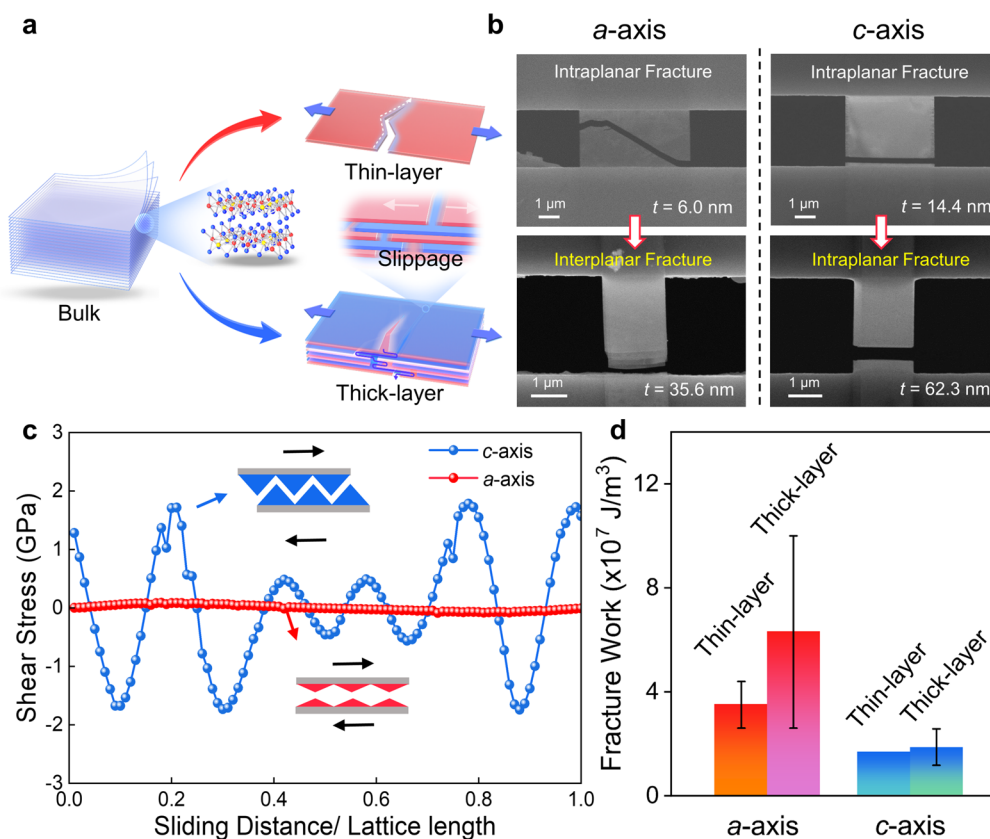 a
Thin-layer
Slippage
Bulk
Thick-layer
b
a-axis
c-axis
Intraplanar Fracture
1 μm
t = 6.0 nm
Intraplanar Fracture
1 μm
t = 14.4 nm
Interplanar Fracture
1 μm
t = 35.6 nm
Intraplanar Fracture
1 μm
t = 62.3 nm
c
Shear Stress (GPa)
3
2
1
0
-1
-2
-3
c-axis
a-axis
0.0
0.2
0.4
0.6
0.8
1.0
Sliding Distance/ Lattice length
d
Fracture Work (x10⁷ J/m³)
12
8
4
0
Thin-layer
Thick-layer
Thin-layer
Thick-layer
a-axis
c-axis